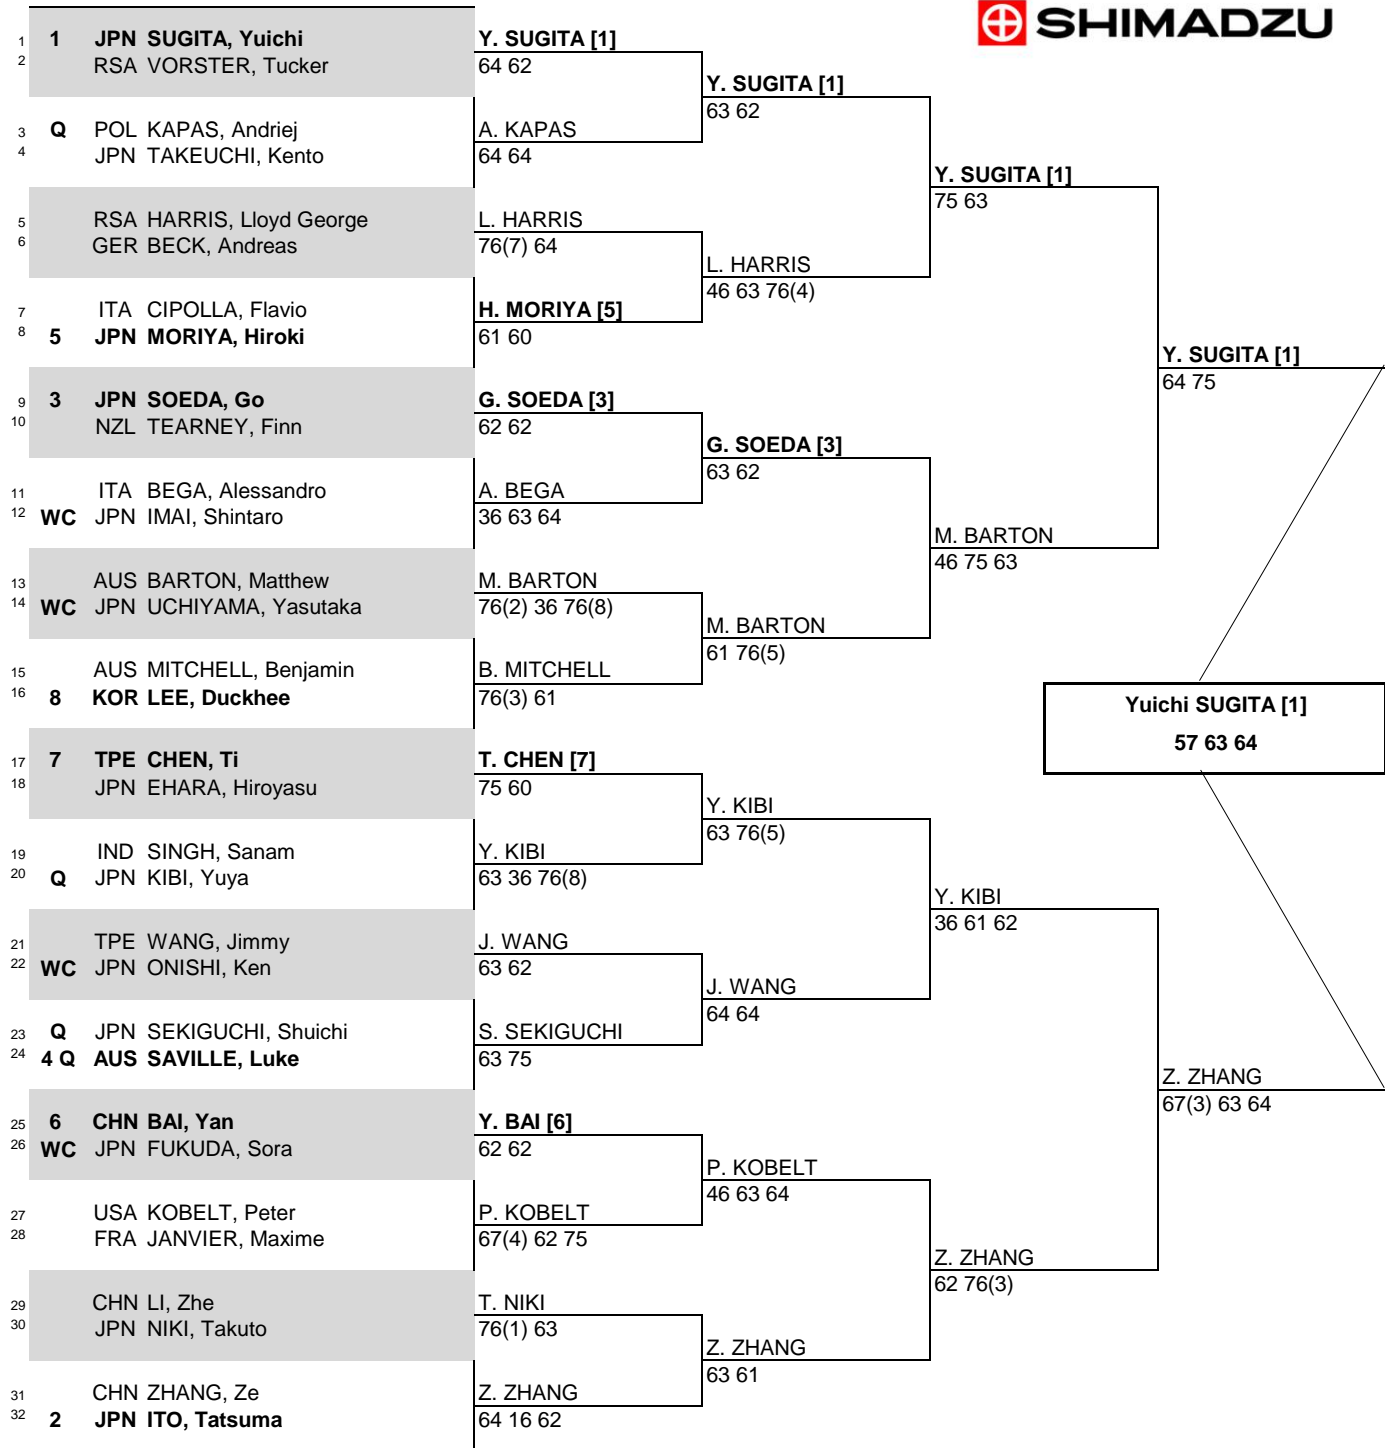 SHIMADZU
1 1 JPN SUGITA, Yuichi
2 RSA VORSTER, Tucker
3 Q POL KAPAS, Andriej
4 JPN TAKEUCHI, Kento
5 RSA HARRIS, Lloyd George
6 GER BECK, Andreas
7 ITA CIPOLLA, Flavio
8 5 JPN MORIYA, Hiroki
9 3 JPN SOEDA, Go
10 NZL TEARNEY, Finn
11 ITA BEGA, Alessandro
12 WC JPN IMAI, Shintaro
13 AUS BARTON, Matthew
14 WC JPN UCHIYAMA, Yasutaka
15 AUS MITCHELL, Benjamin
16 8 KOR LEE, Duckhee
17 7 TPE CHEN, Ti
18 JPN EHARA, Hiroyasu
19 IND SINGH, Sanam
20 Q JPN KIBI, Yuya
21 TPE WANG, Jimmy
22 WC JPN ONISHI, Ken
23 Q JPN SEKIGUCHI, Shuichi
24 4 Q AUS SAVILLE, Luke
25 6 CHN BAI, Yan
26 WC JPN FUKUDA, Sora
27 USA KOBELT, Peter
28 FRA JANVIER, Maxime
29 CHN LI, Zhe
30 JPN NIKI, Takuto
31 CHN ZHANG, Ze
32 2 JPN ITO, Tatsuma
Y. SUGITA [1]
64 62
A. KAPAS
64 64
L. HARRIS
76(7) 64
H. MORIYA [5]
61 60
G. SOEDA [3]
62 62
A. BEGA
36 63 64
M. BARTON
76(2) 36 76(8)
B. MITCHELL
76(3) 61
T. CHEN [7]
75 60
Y. KIBI
63 36 76(8)
J. WANG
63 62
S. SEKIGUCHI
63 75
Y. BAI [6]
62 62
P. KOBELT
67(4) 62 75
T. NIKI
76(1) 63
Z. ZHANG
64 16 62
Y. SUGITA [1]
63 62
L. HARRIS
46 63 76(4)
G. SOEDA [3]
63 62
M. BARTON
61 76(5)
Y. KIBI
63 76(5)
J. WANG
64 64
P. KOBELT
46 63 64
Z. ZHANG
63 61
Y. SUGITA [1]
75 63
M. BARTON
46 75 63
Y. KIBI
36 61 62
Z. ZHANG
62 76(3)
Y. SUGITA [1]
64 75
Z. ZHANG
67(3) 63 64
Yuichi SUGITA [1]
57 63 64